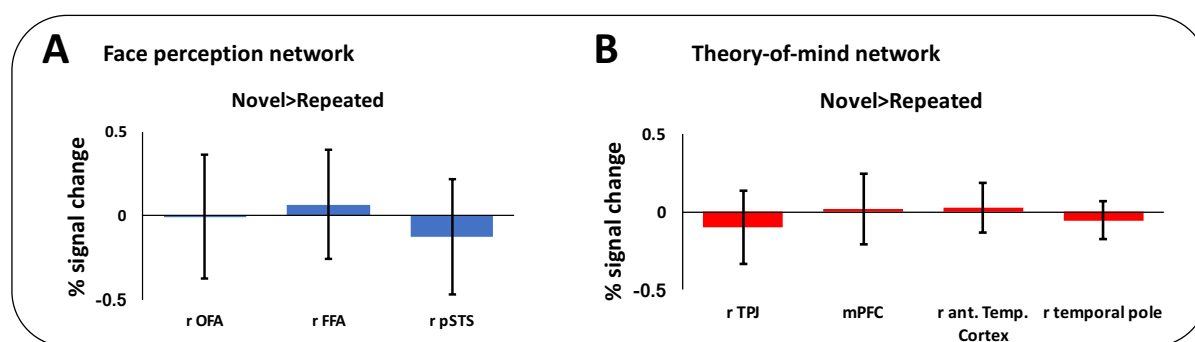 A Face perception network
Novel>Repeated
% signal change
0.5
0
-0.5
r OFA r FFA r pSTS
B Theory-of-mind network
Novel>Repeated
% signal change
0.5
0
-0.5
r TPJ mPFC r ant. Temp. r temporal pole
Cortex